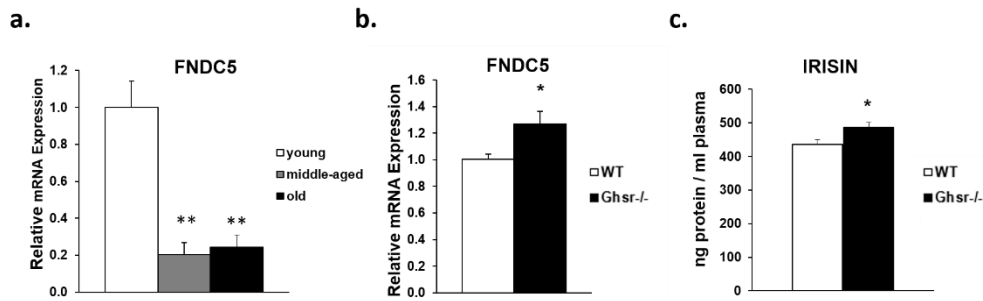 a.
FNDC5
Relative mRNA Expression
1.2
1.0
0.8
0.6
0.4
0.2
0.0
** **
young
middle-aged
old
b.
FNDC5
Relative mRNA Expression
1.6
1.4
1.2
1.0
0.8
0.6
0.4
0.2
0.0
*
WT
Ghsr-/-
c.
IRISIN
ng protein / ml plasma
600
500
400
300
200
100
0
*
WT
Ghsr-/-